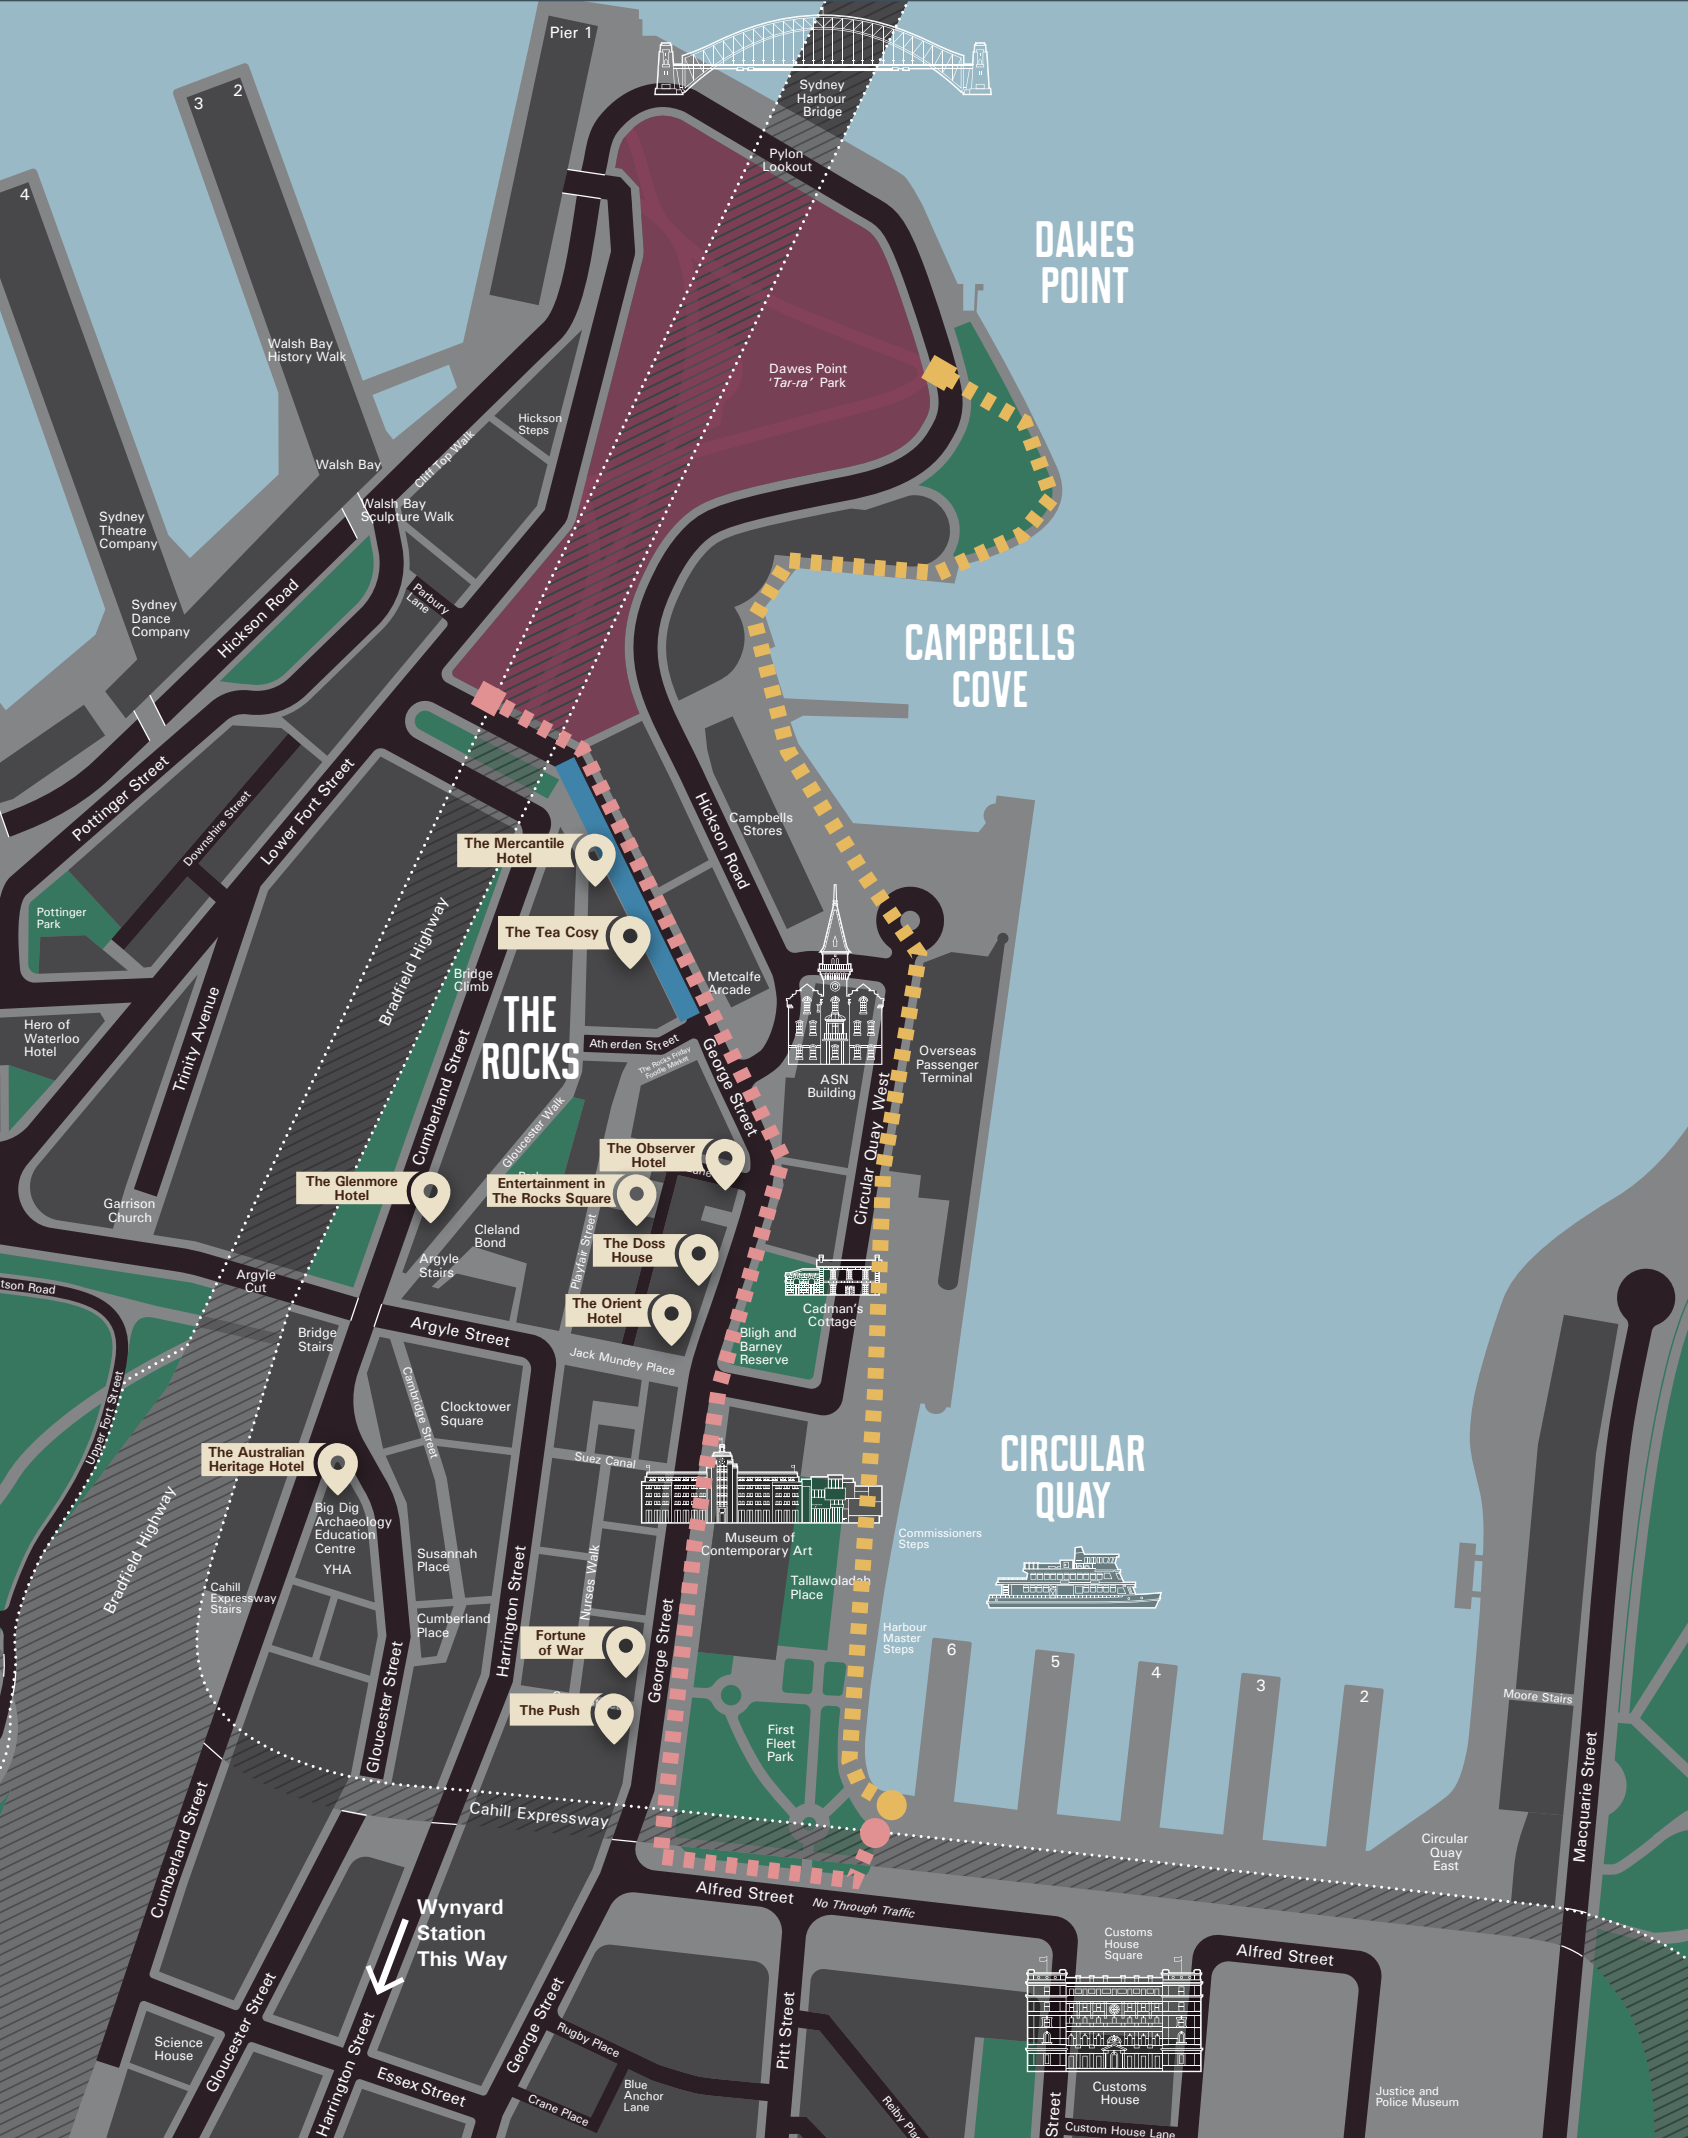 Pier 1
3
2
4
Sydney
Harbour
Bridge
Pylon
Lookout
DAWES
POINT
Walsh Bay
History Walk
Dawes Point
'Tar-ra' Park
Hickson
Steps
Cliff Top Walk
Walsh Bay
Walsh Bay
Sculpture Walk
Sydney
Theatre
Company
Sydney
Dance
Company
Hickson Road
Parbury
Lane
CAMPBELLS
COVE
Pottinger Street
Downshire Street
Lower Fort Street
Hickson Road
Campbells
Stores
The Mercantile
Hotel
The Tea Cosy
Pottinger
Park
Bradfield Highway
Bridge
Climb
Metcalfe
Arcade
THE
ROCKS
Hero of
Waterloo
Hotel
Trinity Avenue
Cumberland Street
Atherden Street
The Rocks Friday
Foodie Market
George Street
ASN
Building
Overseas
Passenger
Terminal
Circular Quay West
Gloucester Walk
The Observer
Hotel
Entertainment in
The Rocks Square
The Glenmore
Hotel
Garrison
Church
Cleland
Bond
Playfair Street
The Doss
House
Argyle
Stairs
Argyle
Cut
tson Road
The Orient
Hotel
Cadman's
Cottage
Bligh and
Barney
Reserve
Bridge
Stairs
Argyle Street
Jack Mundey Place
Upper Fort Street
Cambridge Street
Clocktower
Square
The Australian
Heritage Hotel
Suez Canal
CIRCULAR
QUAY
Bradfield Highway
Big Dig
Archaeology
Education
Centre
YHA
Museum of
Contemporary Art
Commissioners
Steps
Susannah
Place
Tallawoladah
Place
Cahill
Expressway
Stairs
Cumberland
Place
Harrington Street
Nurses Walk
George Street
Fortune
of War
Harbour
Master
Steps
6
5
4
3
2
Gloucester Street
The Push
First
Fleet
Park
Moore Stairs
Macquarie Street
Cahill Expressway
Cumberland Street
Circular
Quay
East
Alfred Street
No Through Traffic
Wynyard
Station
This Way
Customs
House
Square
Alfred Street
Science
House
Gloucester Street
Harrington Street
Essex Street
George Street
Rugby Place
Crane Place
Blue
Anchor
Lane
Pitt Street
Reiby Plac
Street
Customs
House
Custom House Lane
Justice and
Police Museum